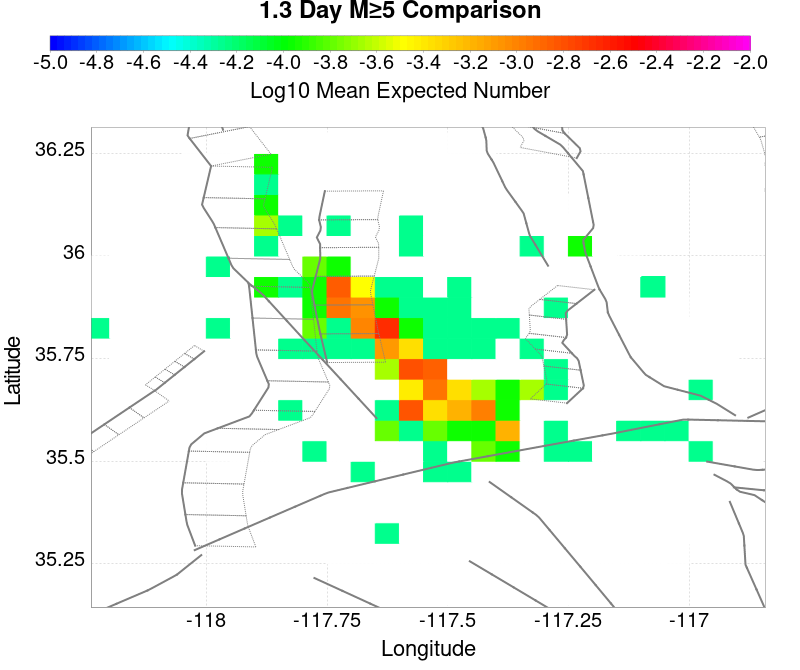 1.3 Day M≥5 Comparison
-5.0 -4.8 -4.6 -4.4 -4.2 -4.0 -3.8 -3.6 -3.4 -3.2 -3.0 -2.8 -2.6 -2.4 -2.2 -2.0
Log10 Mean Expected Number
36.25
36
35.75
35.5
35.25
Latitude
-118 -117.75 -117.5 -117.25 -117
Longitude